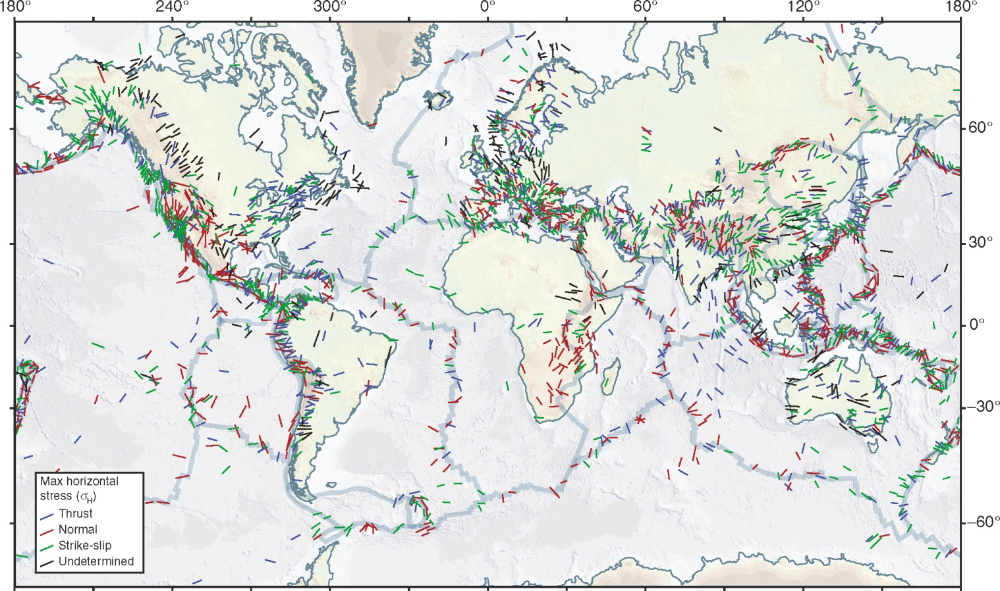 180° 240° 300° 0° 60° 120° 180°
60°
30°
0°
−30°
−60°
Max horizontal
stress (σH)
Thrust
Normal
Strike-slip
Undetermined